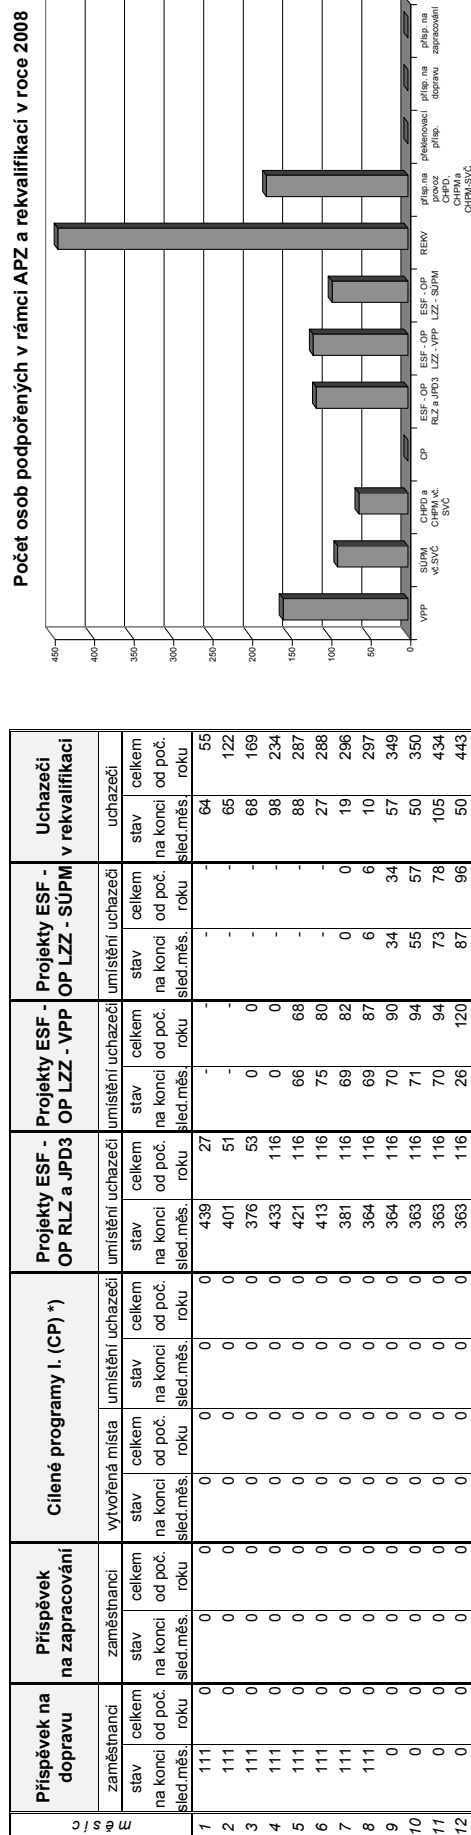 Příspěvek na dopravu | Příspěvek na zapracování | Cílené programy I. (CP) *) | Projekty ESF - OP RLZ a JPD3 | Projekty ESF - OP LZZ - VPP | Projekty ESF - OP LZZ - SÚPM | Uchazeči v rekvalifikaci
měsíc | zaměstnanci | zaměstnanci | vytvořená místa | umístění uchazeči | umístění uchazeči | umístění uchazeči | umístění uchazeči | uchazeči
stav na konci sled.měs. | celkem od poč. roku | stav na konci sled.měs. | celkem od poč. roku | stav na konci sled.měs. | celkem od poč. roku | stav na konci sled.měs. | celkem od poč. roku | stav na konci sled.měs. | celkem od poč. roku | stav na konci sled.měs. | celkem od poč. roku | stav na konci sled.měs. | celkem od poč. roku | stav na konci sled.měs. | celkem od poč. roku
1 111 0 0 0 0 0 0 0 439 27 - - - - 64 55
2 111 0 0 0 0 0 0 0 401 51 - - - - 65 122
3 111 0 0 0 0 0 0 0 376 53 0 0 - - 68 169
4 111 0 0 0 0 0 0 0 433 116 0 0 - - 98 234
5 111 0 0 0 0 0 0 0 421 116 66 68 - - 88 287
6 111 0 0 0 0 0 0 0 413 116 75 80 - - 27 288
7 111 0 0 0 0 0 0 0 381 116 69 82 0 0 19 296
8 111 0 0 0 0 0 0 0 364 116 69 87 6 6 10 297
9 0 0 0 0 0 0 0 0 364 116 70 90 34 34 57 349
10 0 0 0 0 0 0 0 0 363 116 71 94 55 57 50 350
11 0 0 0 0 0 0 0 0 363 116 70 94 73 78 105 434
12 0 0 0 0 0 0 0 0 363 116 26 120 87 96 50 443
Počet osob podpořených v rámci APZ a rekvalifikací v roce 2008
450
400
350
300
250
200
150
100
50
0
VPP
SÚPM vč.SVČ
CHPD a CHPM vč. SVČ
CP
ESF - OP RLZ a JPD3
ESF - OP LZZ - VPP
ESF - OP LZZ - SÚPM
REKV
přísp.na provoz CHPD, CHPM a CHPM-SVČ
překlenovací přísp.
přísp. na dopravu
přísp. na zapracování